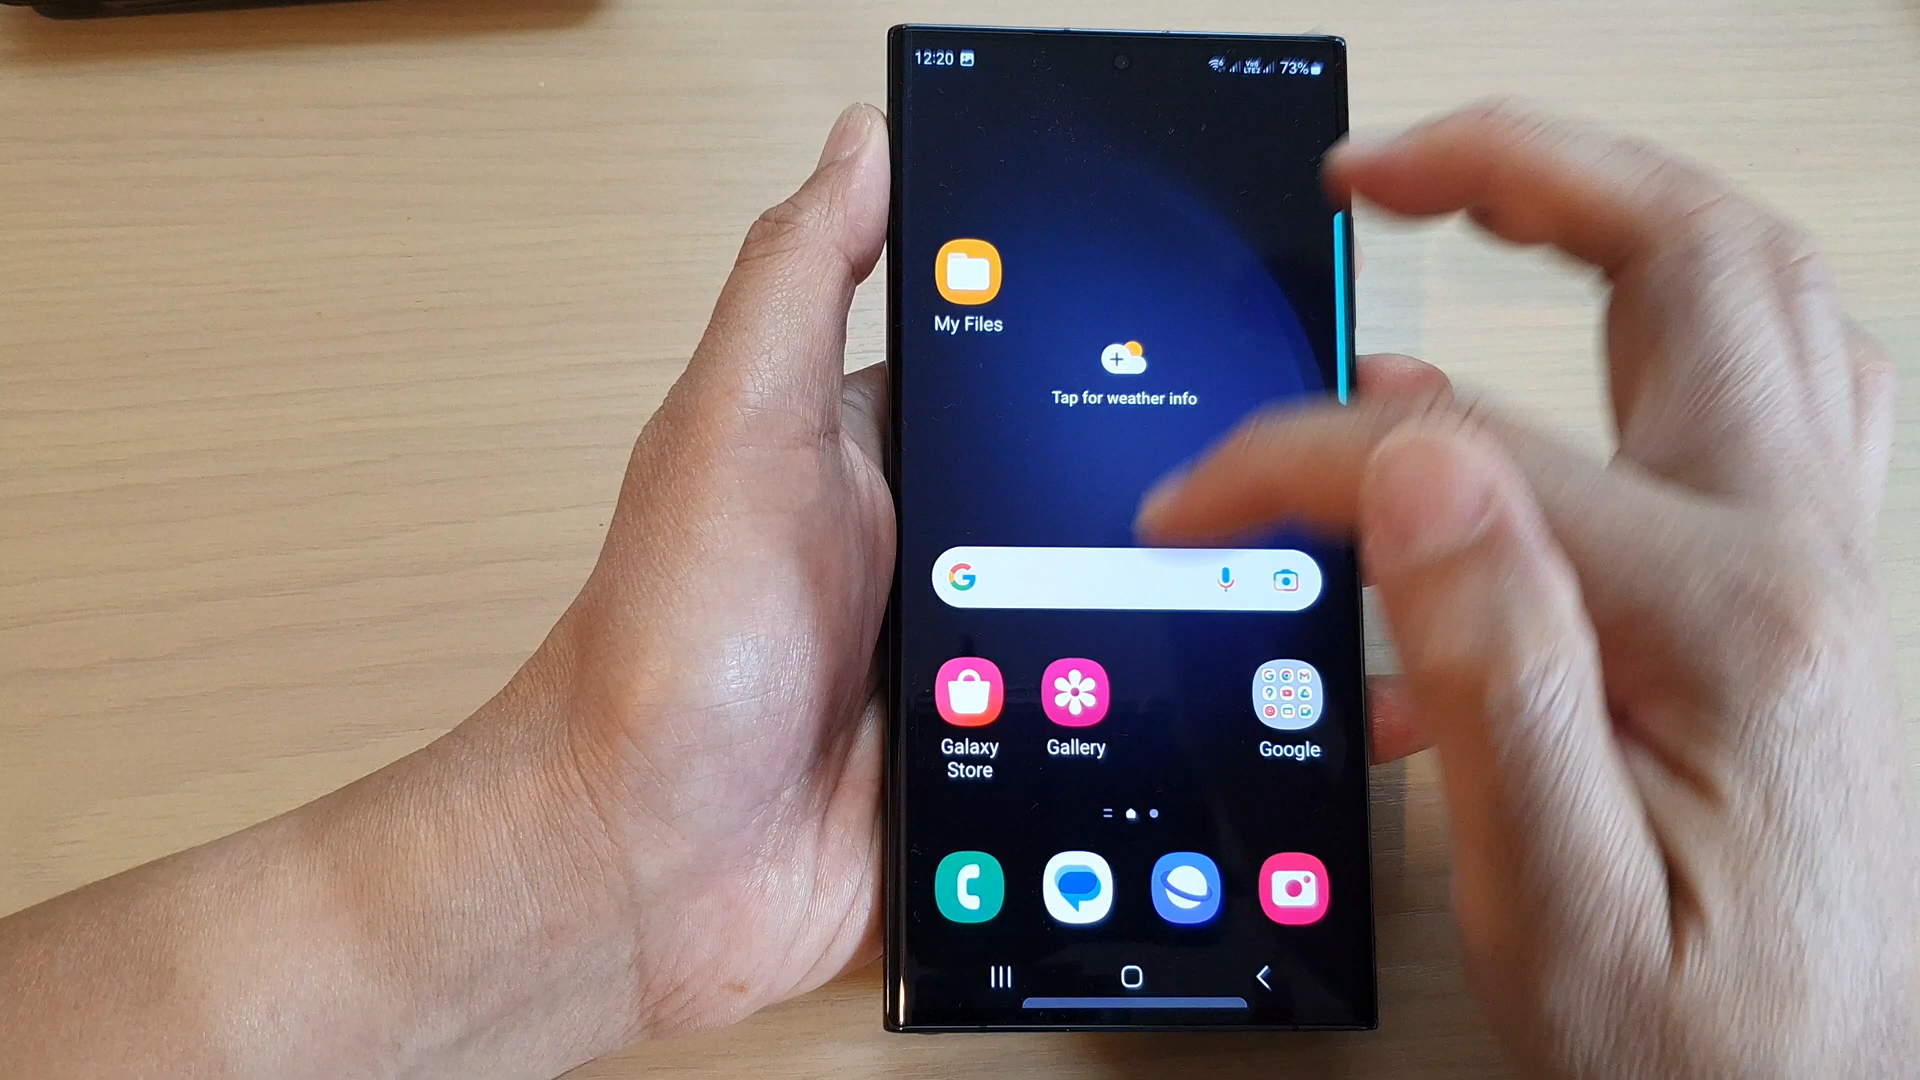 12:20
73%
My Files
Tap for weather info
G
Galaxy
Store
Gallery
Google